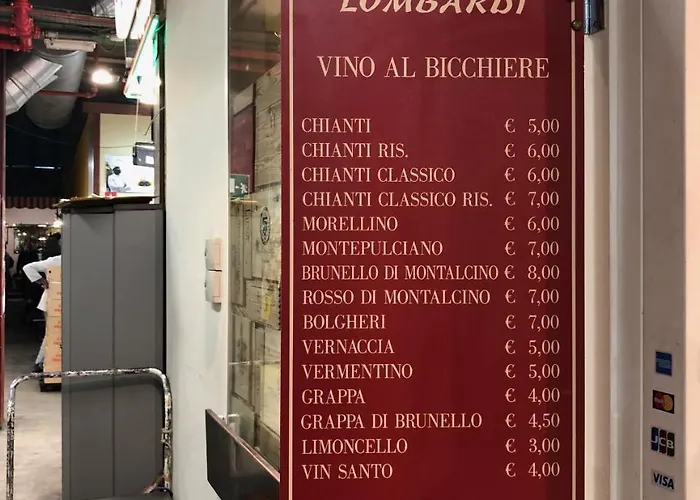 LOMBARDI
VINO AL BICCHIERE
CHIANTI € 5,00
CHIANTI RIS. € 6,00
CHIANTI CLASSICO € 6,00
CHIANTI CLASSICO RIS. € 7,00
MORELLINO € 6,00
MONTEPULCIANO € 7,00
BRUNELLO DI MONTALCINO € 8,00
ROSSO DI MONTALCINO € 7,00
BOLGHERI € 7,00
VERNACCIA € 5,00
VERMENTINO € 5,00
GRAPPA € 4,00
GRAPPA DI BRUNELLO € 4,50
LIMONCELLO € 3,00
VIN SANTO € 4,00
MasterCard
JCB
VISA